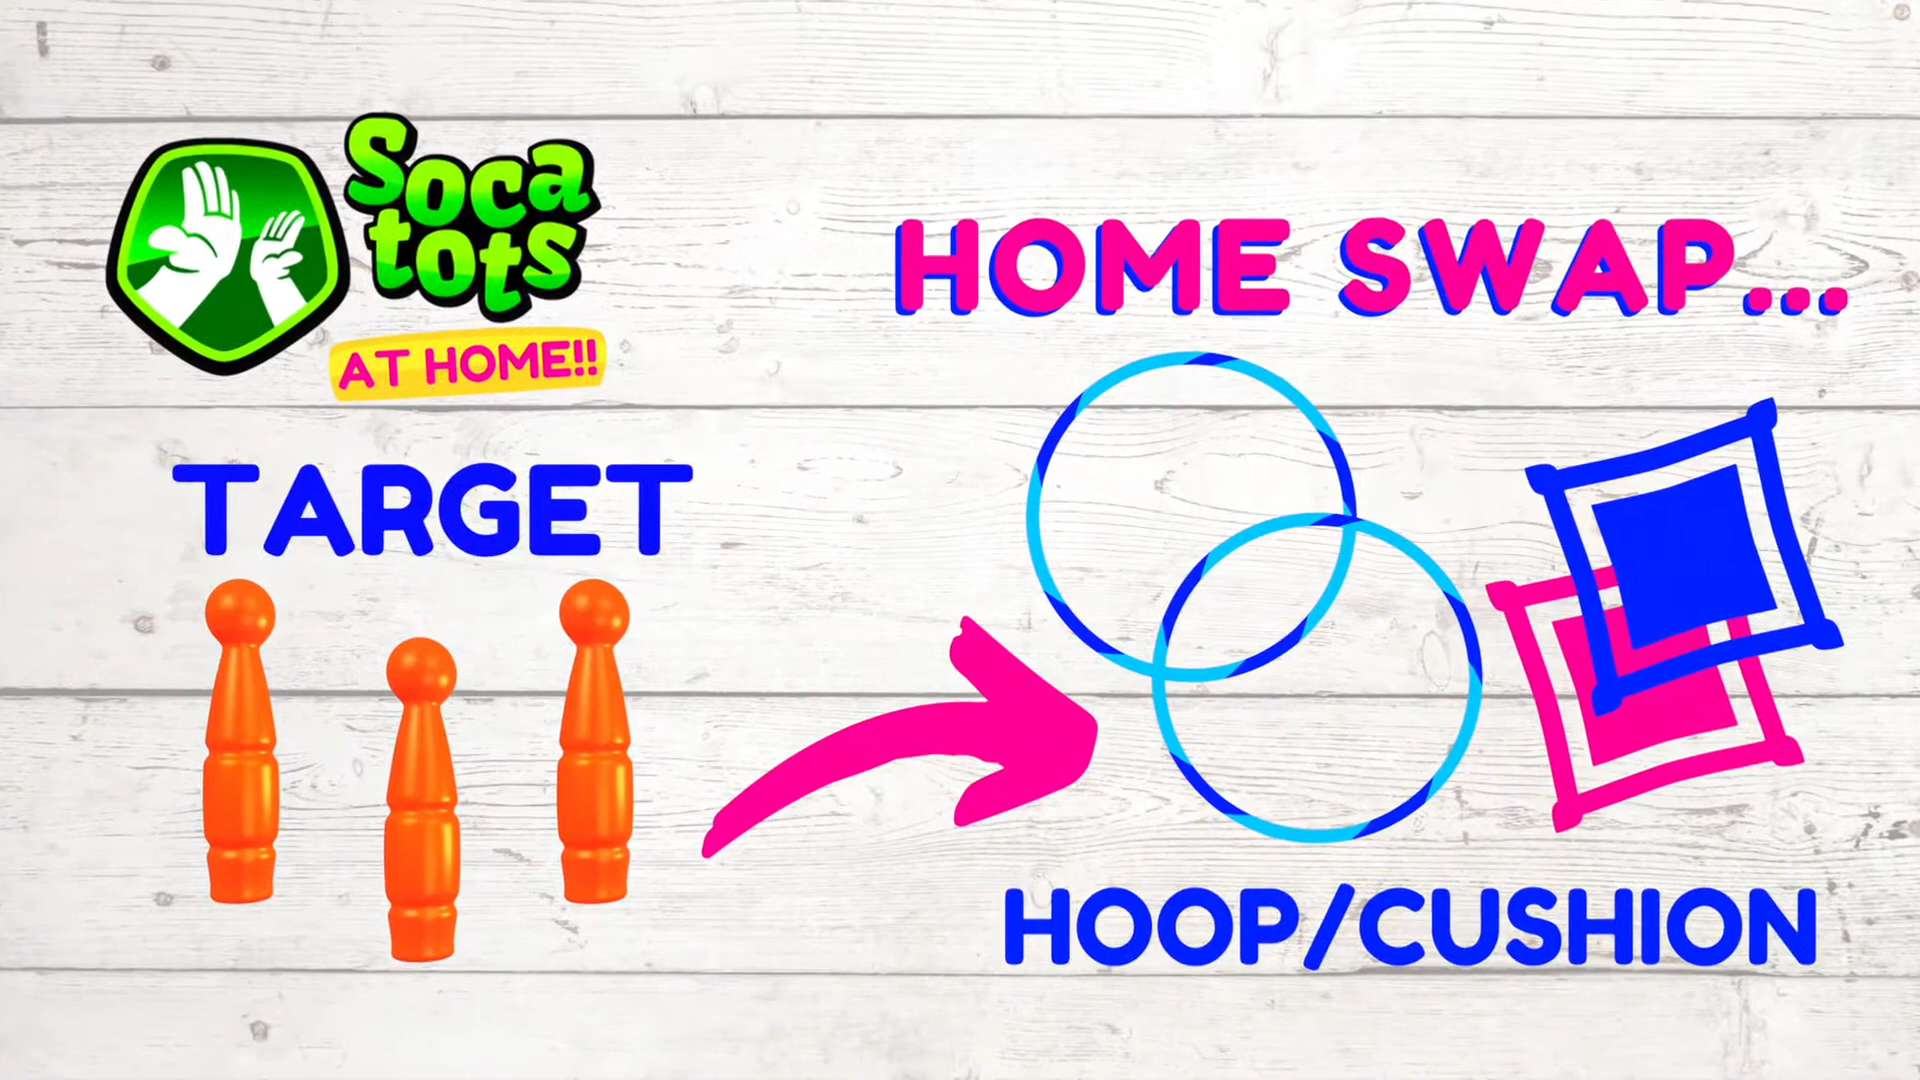 Soca
tots
AT HOME!!
HOME SWAP...
TARGET
HOOP/CUSHION